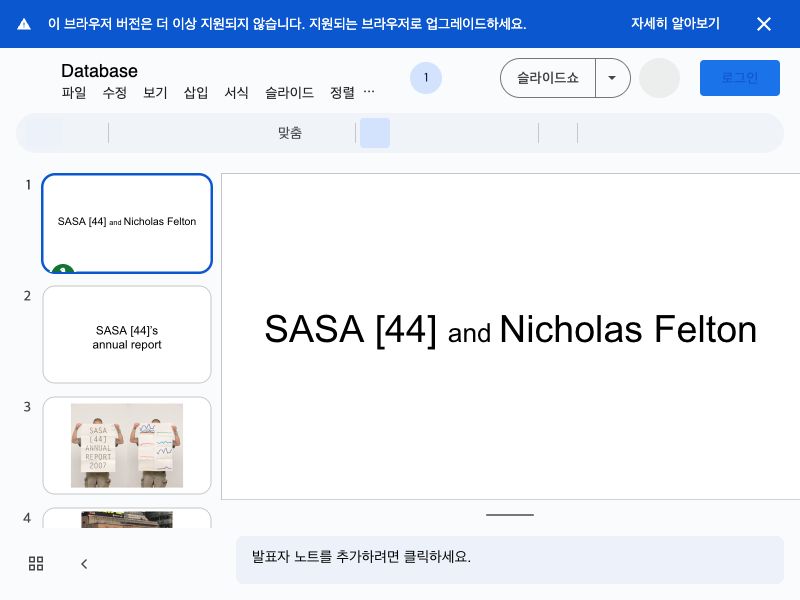 이 브라우저 버전은 더 이상 지원되지 않습니다. 지원되는 브라우저로 업그레이드하세요. 자세히 알아보기
Database
파일 수정 보기 삽입 서식 슬라이드 정렬 ...
1
슬라이드쇼
로그인
맞춤
1
SASA [44] and Nicholas Felton
2
SASA [44]'s
annual report
3
SASA
[44]
ANNUAL
REPORT
2007
4
SASA [44] and Nicholas Felton
발표자 노트를 추가하려면 클릭하세요.